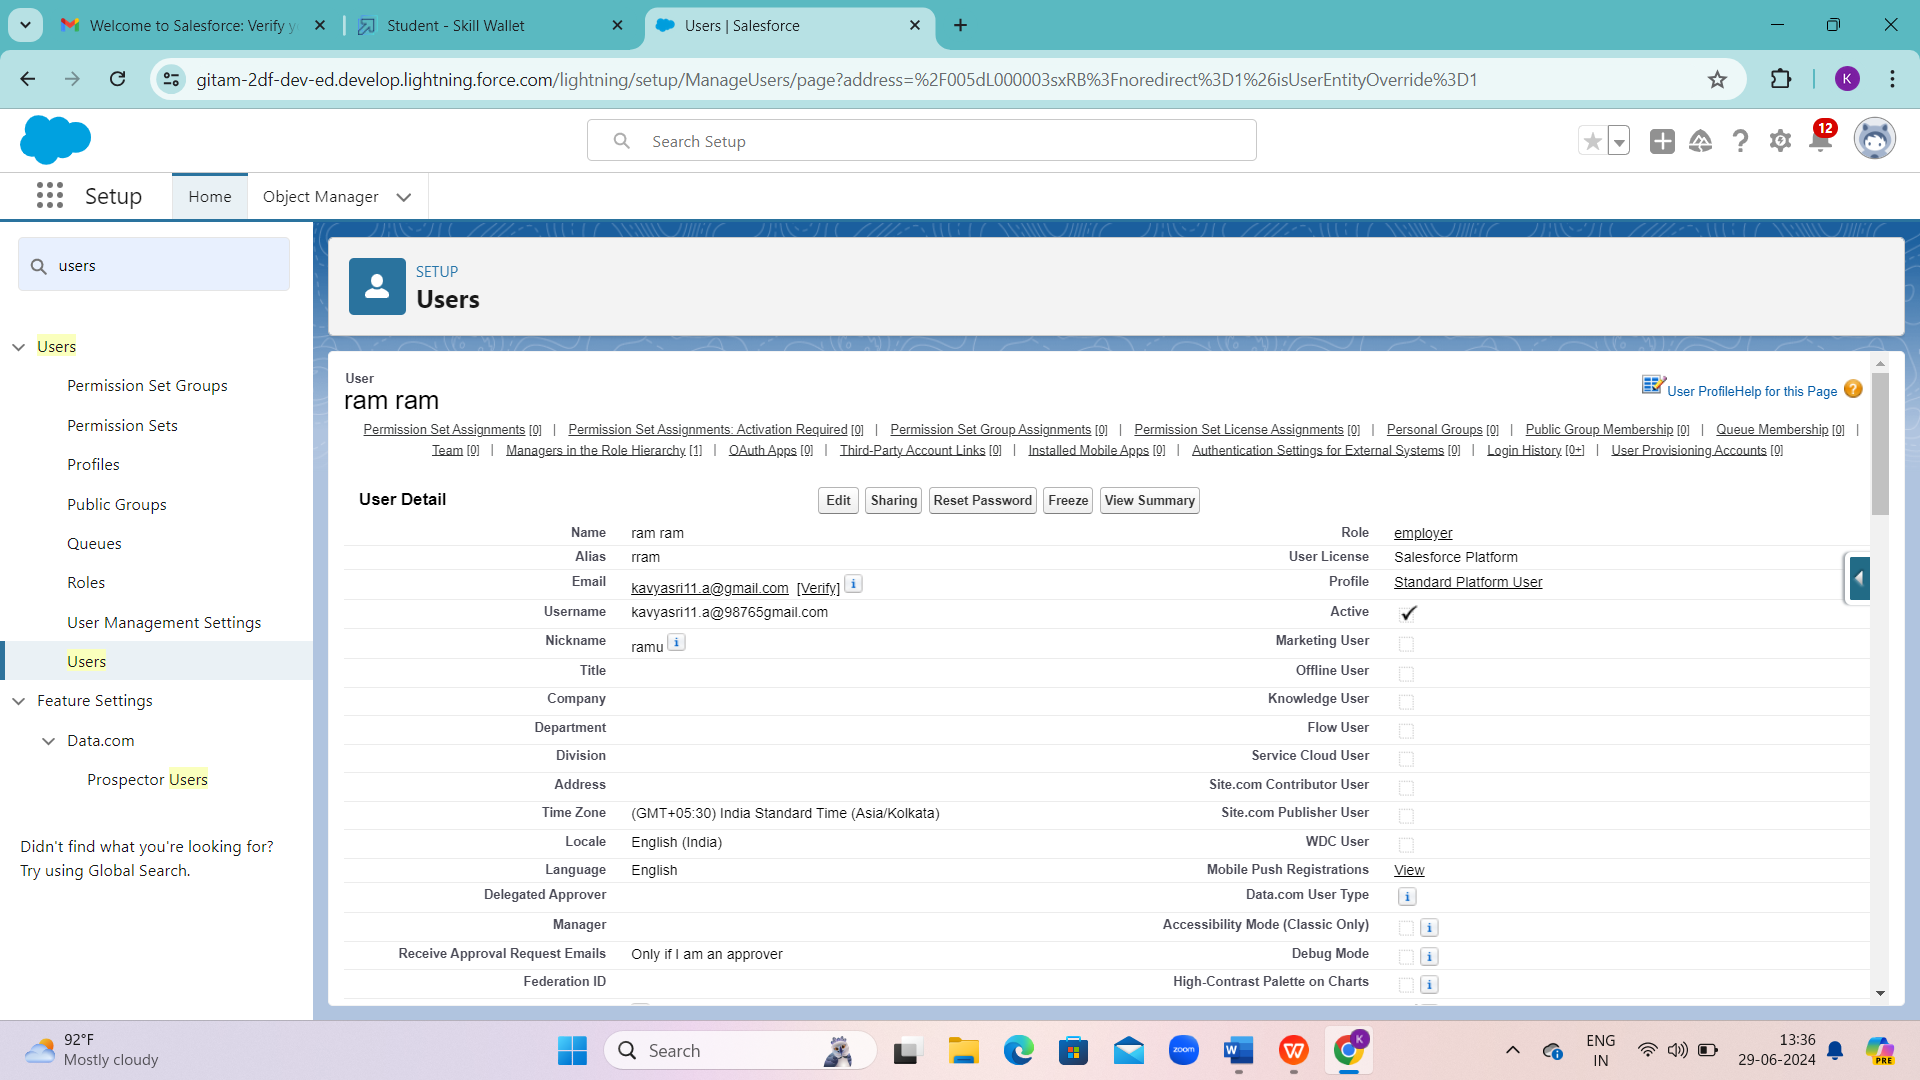 Welcome to Salesforce: Verify y
Student - Skill Wallet
Users | Salesforce
gitam-2df-dev-ed.develop.lightning.force.com/lightning/setup/ManageUsers/page?address=%2F005dL000003sxRB%3Fnoredirect%3D1%26isUserEntityOverride%3D1
K
Search Setup
12
Setup
Home
Object Manager
users
Users
Permission Set Groups
Permission Sets
Profiles
Public Groups
Queues
Roles
User Management Settings
Users
Feature Settings
Data.com
Prospector Users
Didn't find what you're looking for?
Try using Global Search.
SETUP
Users
User
ram ram
User Profile Help for this Page ?
Permission Set Assignments [0] | Permission Set Assignments: Activation Required [0] | Permission Set Group Assignments [0] | Permission Set License Assignments [0] | Personal Groups [0] | Public Group Membership [0] | Queue Membership [0] |
Team [0] | Managers in the Role Hierarchy [1] | OAuth Apps [0] | Third-Party Account Links [0] | Installed Mobile Apps [0] | Authentication Settings for External Systems [0] | Login History [0+] | User Provisioning Accounts [0]
User Detail
Edit Sharing Reset Password Freeze View Summary
Name ram ram Role employer
Alias rram User License Salesforce Platform
Email kavyasri11.a@gmail.com [Verify] i Profile Standard Platform User
Username kavyasri11.a@98765gmail.com Active
Nickname ramu i Marketing User
Title Offline User
Company Knowledge User
Department Flow User
Division Service Cloud User
Address Site.com Contributor User
Time Zone (GMT+05:30) India Standard Time (Asia/Kolkata) Site.com Publisher User
Locale English (India) WDC User
Language English Mobile Push Registrations View
Delegated Approver Data.com User Type i
Manager Accessibility Mode (Classic Only) i
Receive Approval Request Emails Only if I am an approver Debug Mode i
Federation ID High-Contrast Palette on Charts i
92°F
Mostly cloudy
Search
zoom
W
W
K
ENG
IN
13:36
29-06-2024
PRE